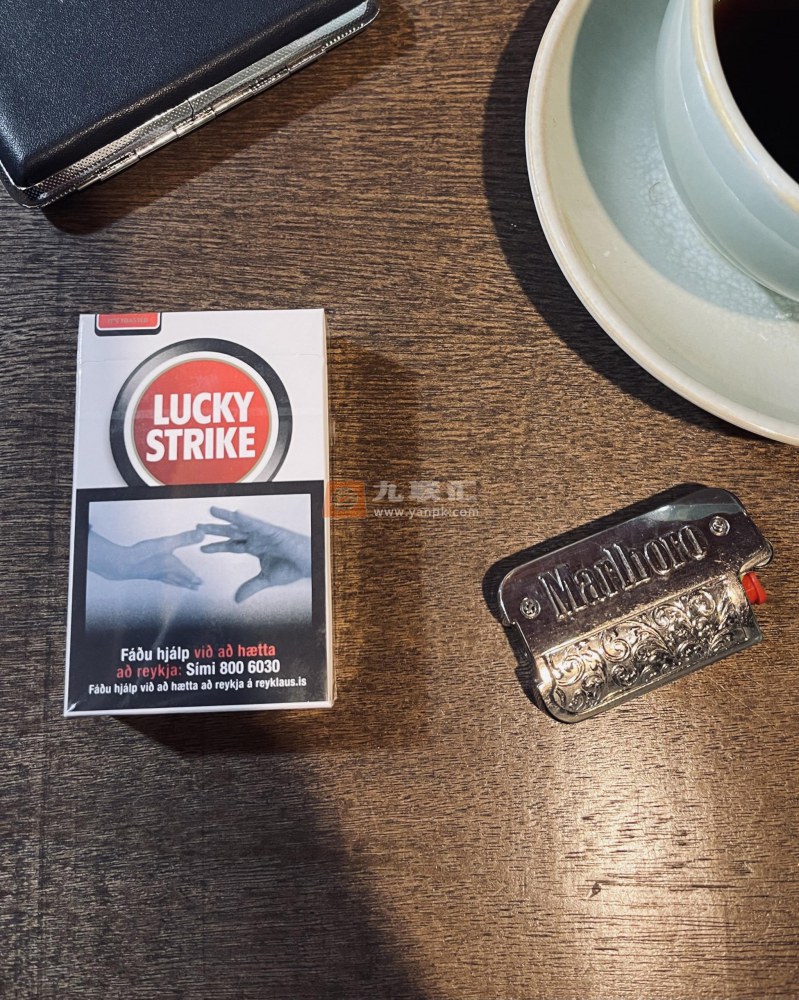 LUCKY
STRIKE
九聚汇
www.yanpk.com
Marlboro
Fáðu hjálp við að hætta
að reykja: Sími 800 6030
Fáðu hjálp við að hætta að reykja á reyklaus.is